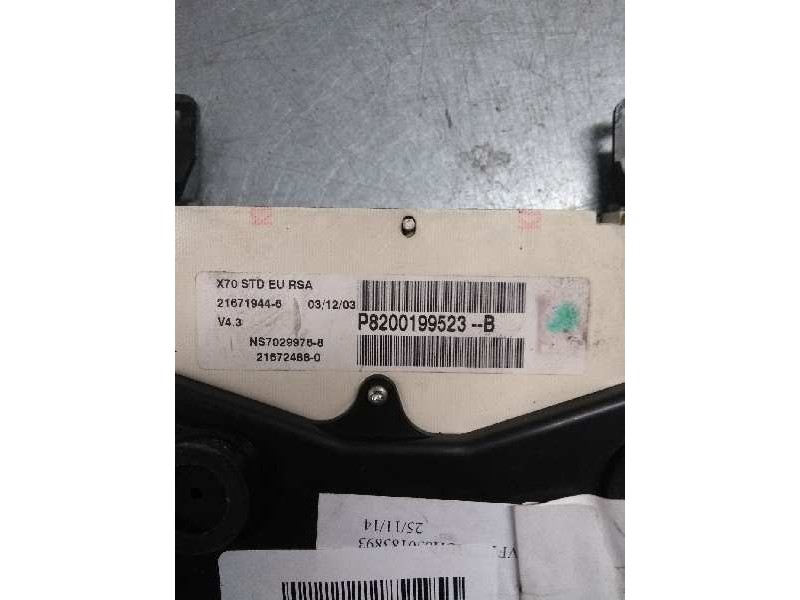 X70 STD EU RSA
21671944-6 03/12/03
V4.3
P8200199523--B
NS7029976-8
21672488-0
25/11/14